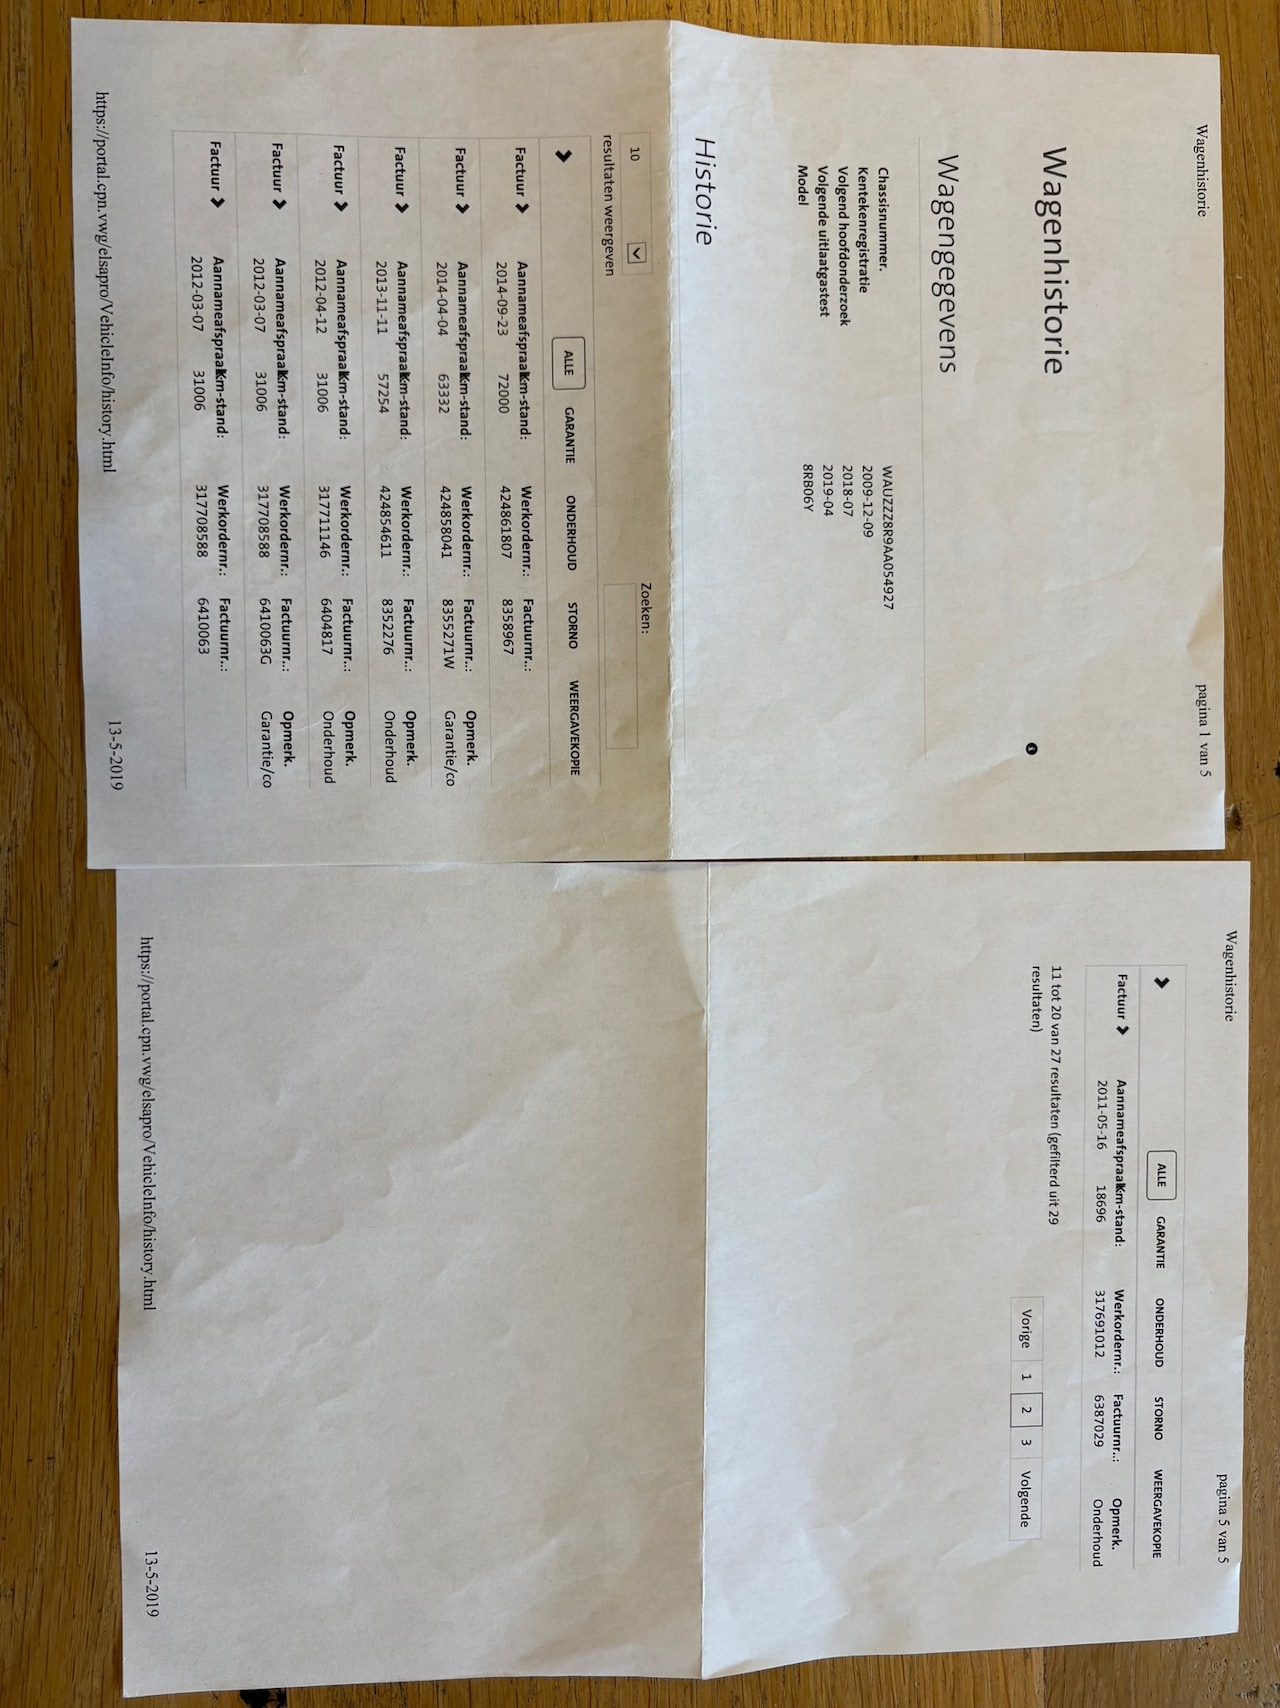 Wagenhistorie
pagina 1 van 5
Wagenhistorie
Wagengegevens
Chassisnummer. WAUZZZ8R9AA054927
Kentekenregistratie 2009-12-09
Volgend hoofdonderzoek 2018-07
Volgende uitlaatgastest 2019-04
Model 8RB06Y
Historie
10
resultaten weergeven
Zoeken:
ALLE GARANTIE ONDERHOUD STORNO WEERGAVEKOPIE
Factuur Aannameafspraak Km-stand: Werkordernr.: Factuurnr..:
2014-09-23 72000 424861807 8358967
Factuur Aannameafspraak Km-stand: Werkordernr.: Factuurnr..: Opmerk.
2014-04-04 63332 424858041 8355271W Garantie/co
Factuur Aannameafspraak Km-stand: Werkordernr.: Factuurnr..: Opmerk.
2013-11-11 57254 424854611 8352276 Onderhoud
Factuur Aannameafspraak Km-stand: Werkordernr.: Factuurnr..: Opmerk.
2012-04-12 31006 317711146 6404817 Onderhoud
Factuur Aannameafspraak Km-stand: Werkordernr.: Factuurnr..: Opmerk.
2012-03-07 31006 317708588 6410063G Garantie/co
Factuur Aannameafspraak Km-stand: Werkordernr.: Factuurnr..:
2012-03-07 31006 317708588 6410063
https://portal.cpn.vwg/elsapro/VehicleInfo/history.html
13-5-2019
Wagenhistorie
pagina 5 van 5
ALLE GARANTIE ONDERHOUD STORNO WEERGAVEKOPIE
Factuur Aannameafspraak Km-stand: Werkordernr.: Factuurnr..: Opmerk.
2011-05-16 18696 317691012 6387029 Onderhoud
11 tot 20 van 27 resultaten (gefilterd uit 29
resultaten)
Vorige 1 2 3 Volgende
https://portal.cpn.vwg/elsapro/VehicleInfo/history.html
13-5-2019